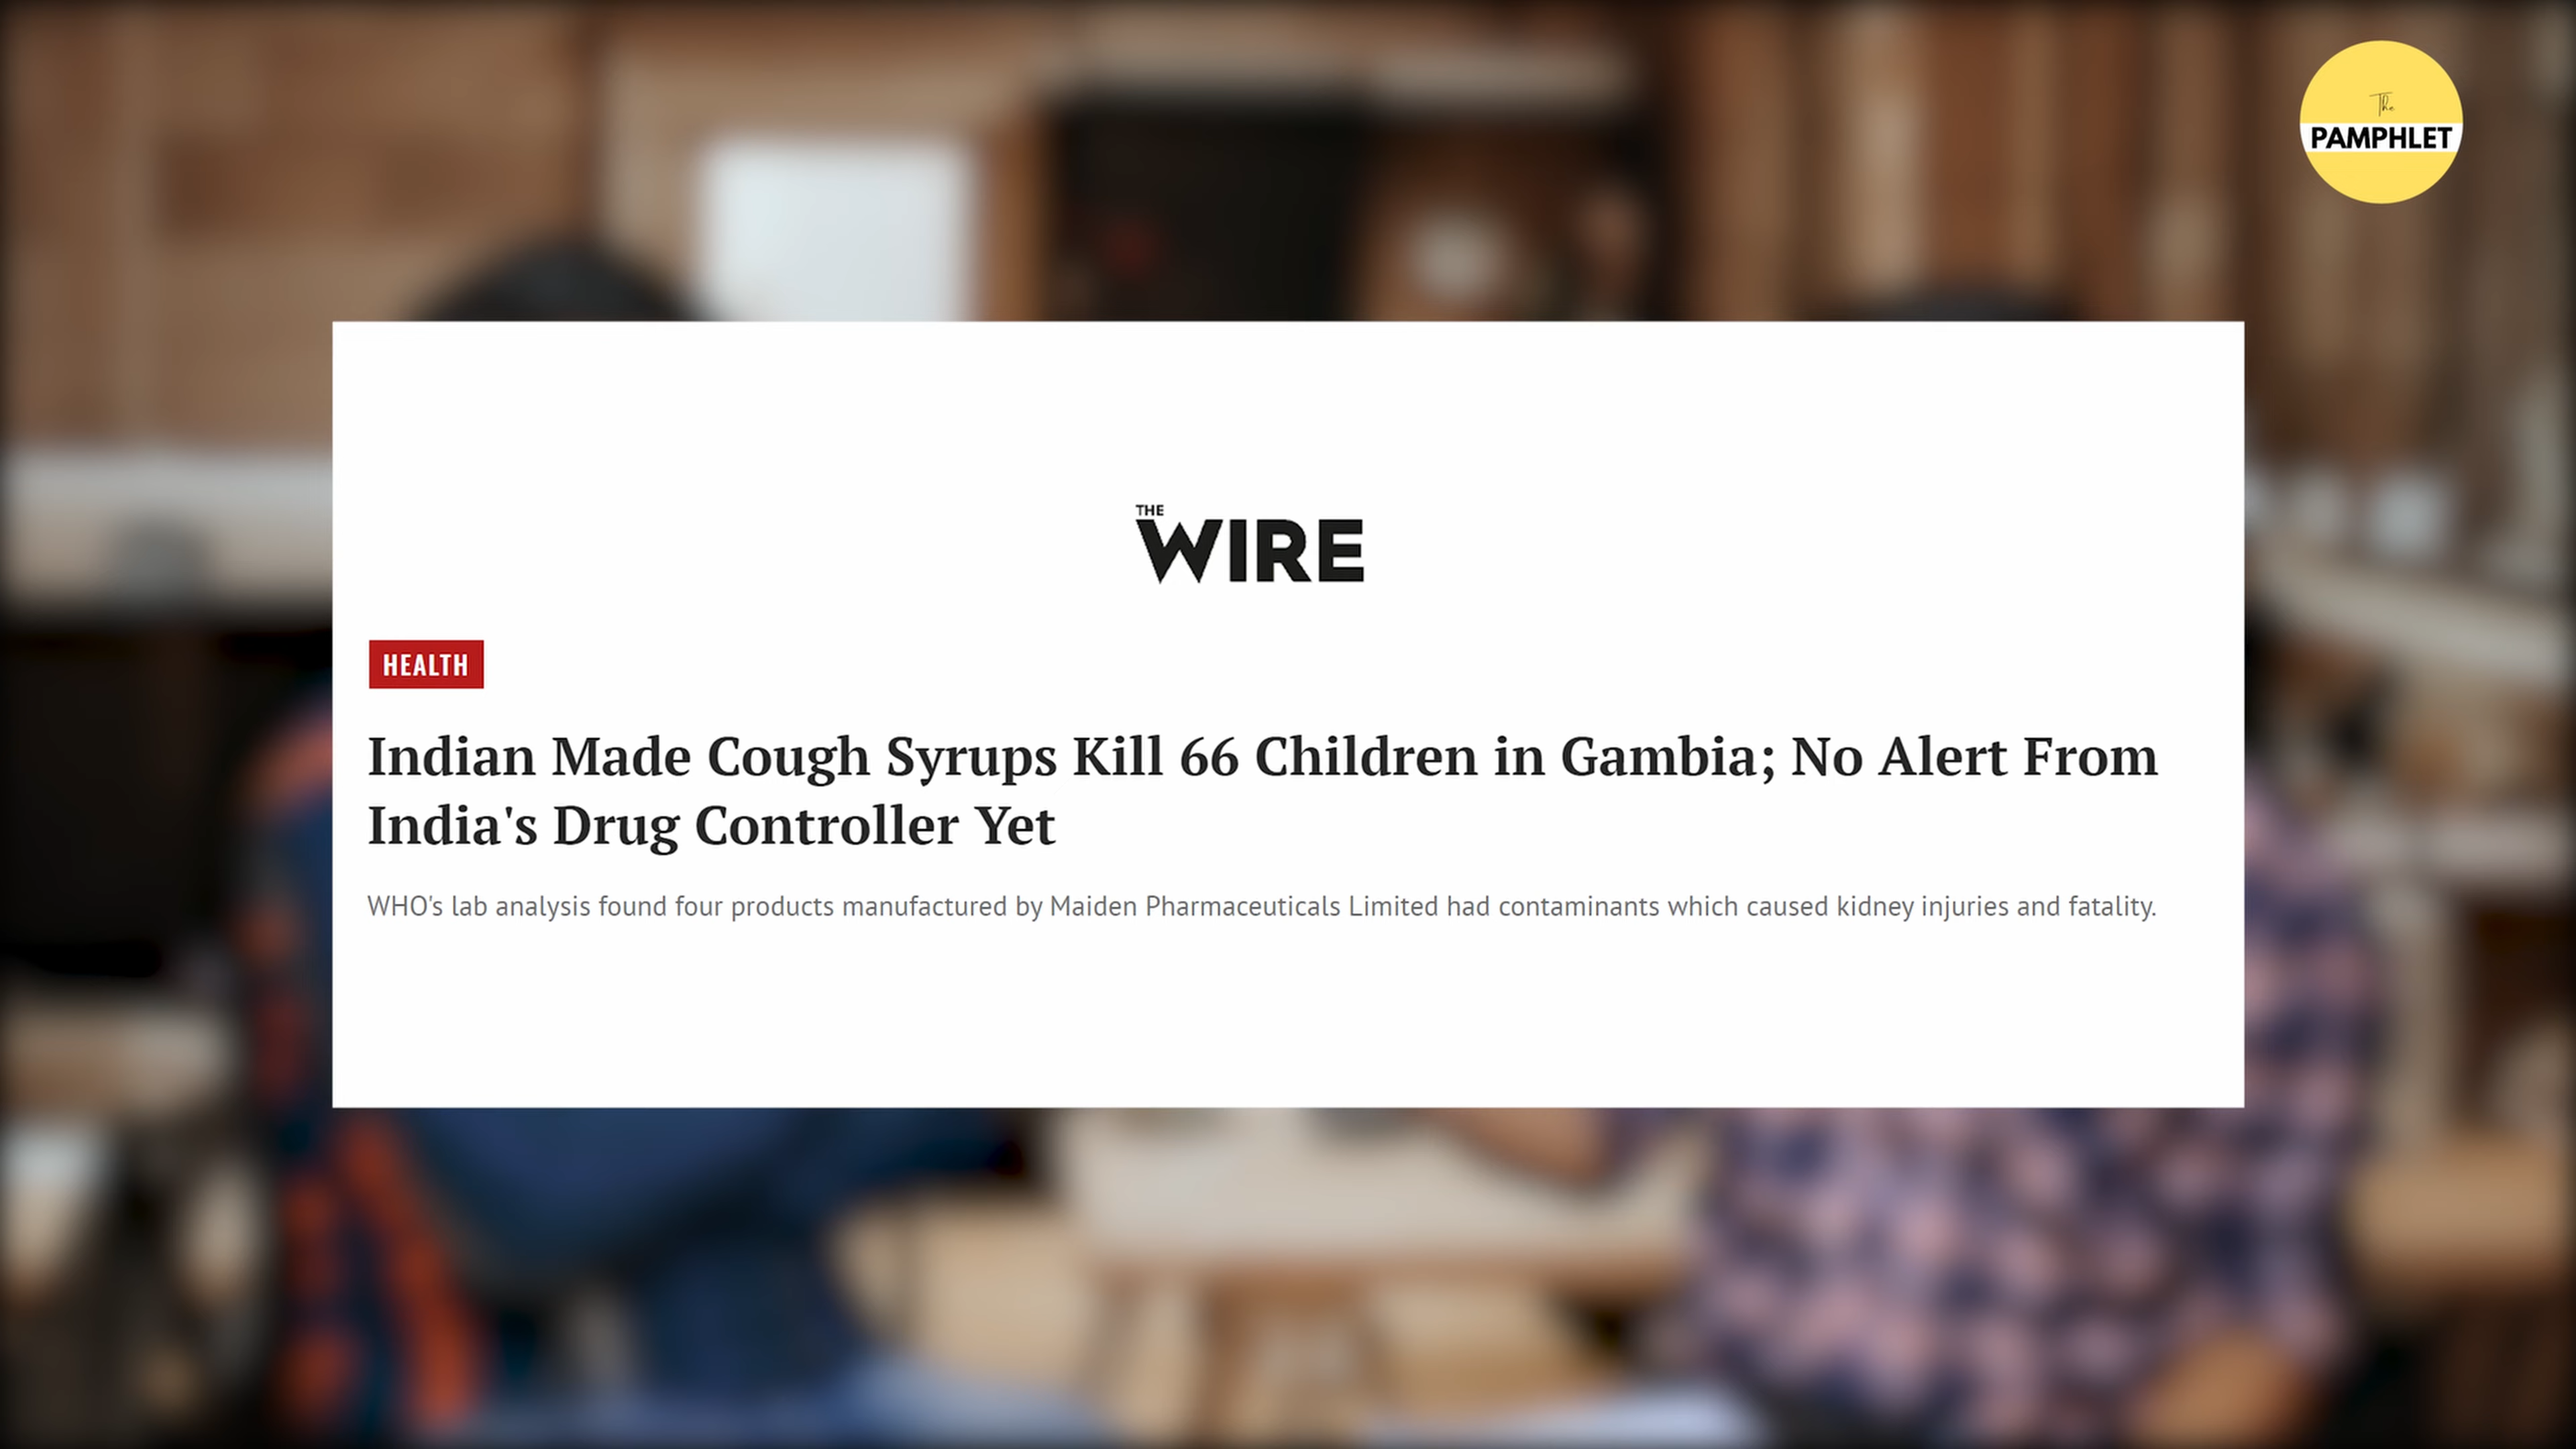 The
PAMPHLET
THE
WIRE
HEALTH
Indian Made Cough Syrups Kill 66 Children in Gambia; No Alert From
India's Drug Controller Yet
WHO's lab analysis found four products manufactured by Maiden Pharmaceuticals Limited had contaminants which caused kidney injuries and fatality.